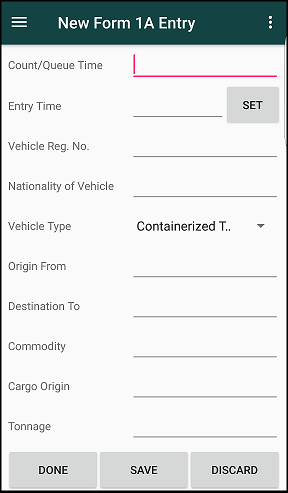 New Form 1A Entry
Count/Queue Time
Entry Time SET
Vehicle Reg. No.
Nationality of Vehicle
Vehicle Type Containerized T..
Origin From
Destination To
Commodity
Cargo Origin
Tonnage
DONE SAVE DISCARD